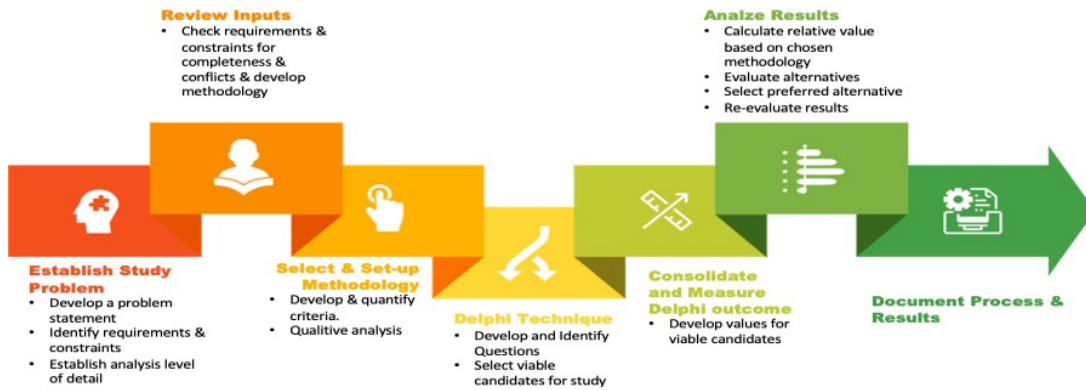 Review Inputs
• Check requirements &
constraints for
completeness &
conflicts & develop
methodology
Analze Results
• Calculate relative value
based on chosen
methodology
• Evaluate alternatives
• Select preferred alternative
• Re-evaluate results
Establish Study
Problem
• Develop a problem
statement
• Identify requirements &
constraints
• Establish analysis level
of detail
Select & Set-up
Methodology
• Develop & quantify
criteria.
• Qualitive analysis
Delphi Technique
• Develop and Identify
Questions
• Select viable
candidates for study
Consolidate
and Measure
Delphi outcome
• Develop values for
viable candidates
Document Process &
Results